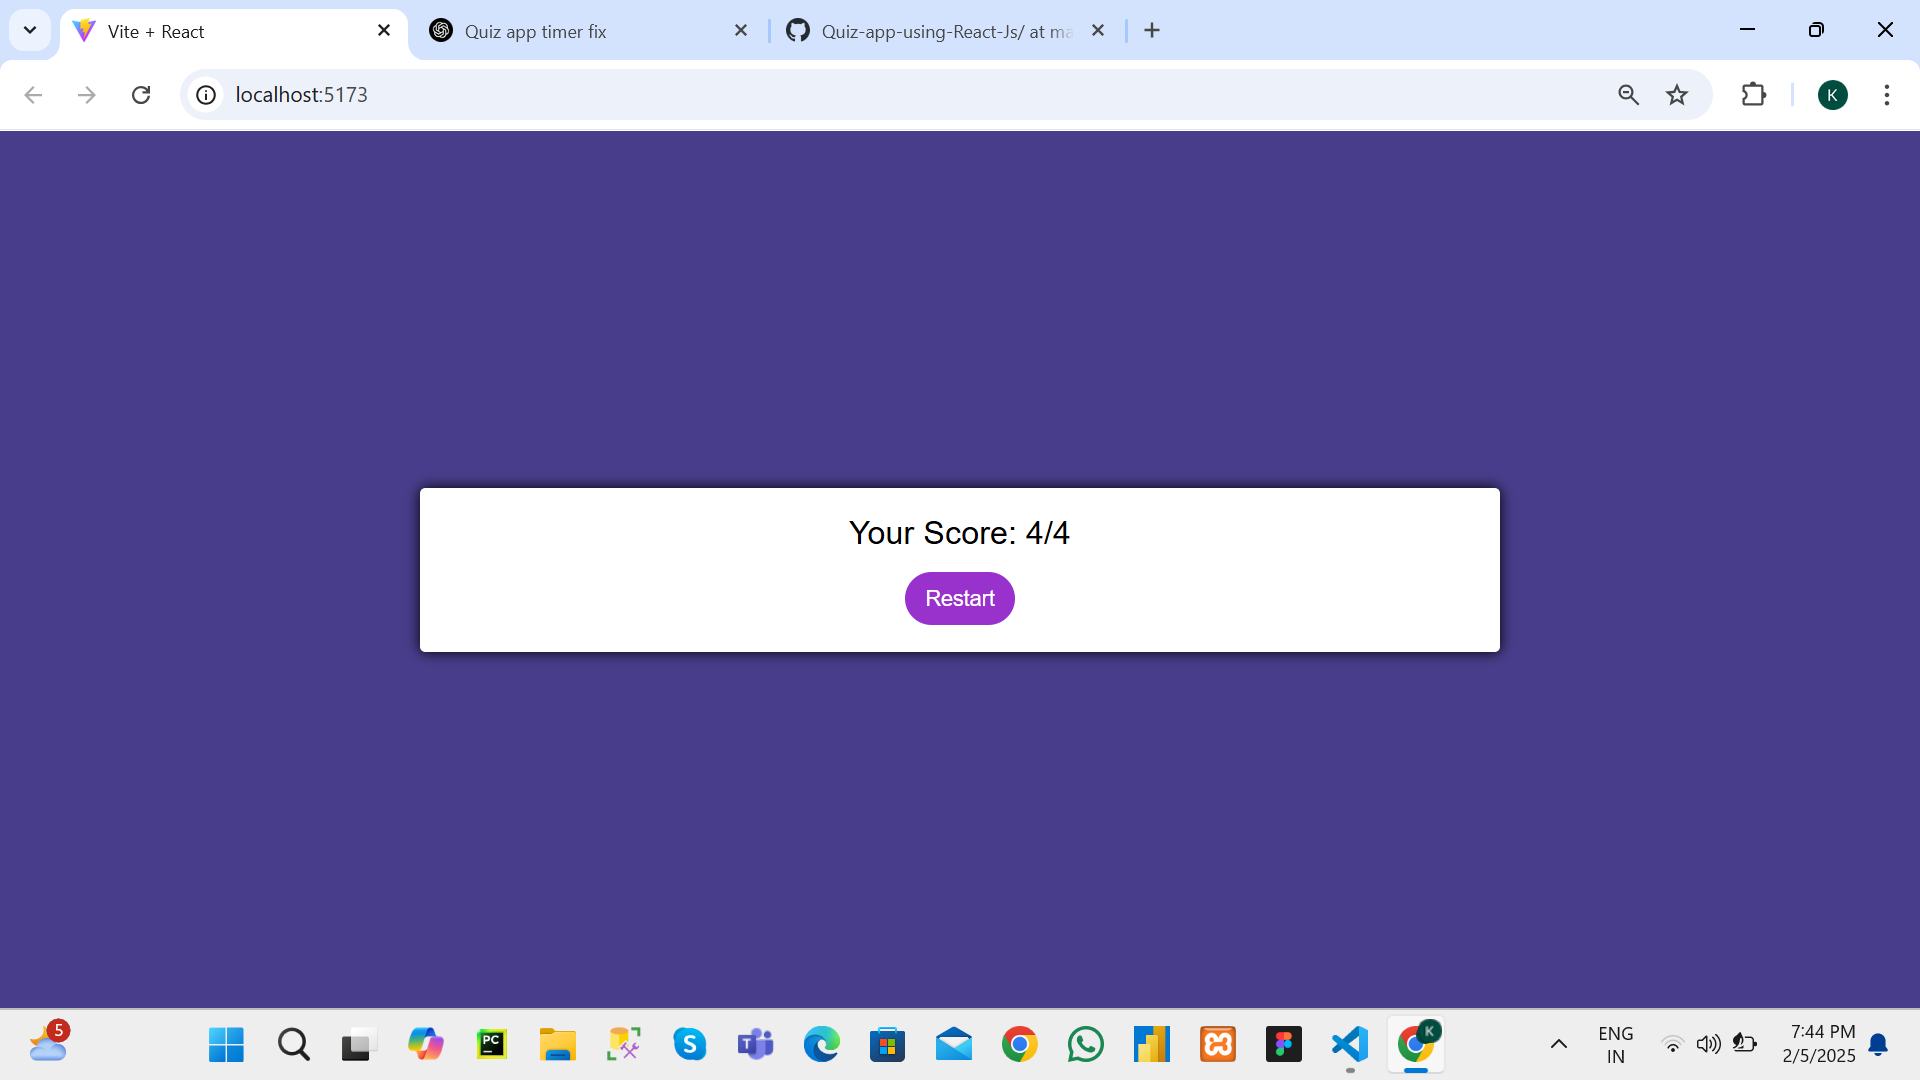 Vite + React
Quiz app timer fix
Quiz-app-using-React-Js/ at ma
localhost:5173
K
Your Score: 4/4
Restart
5
PC
S
T
K
ENG
IN
7:44 PM
2/5/2025